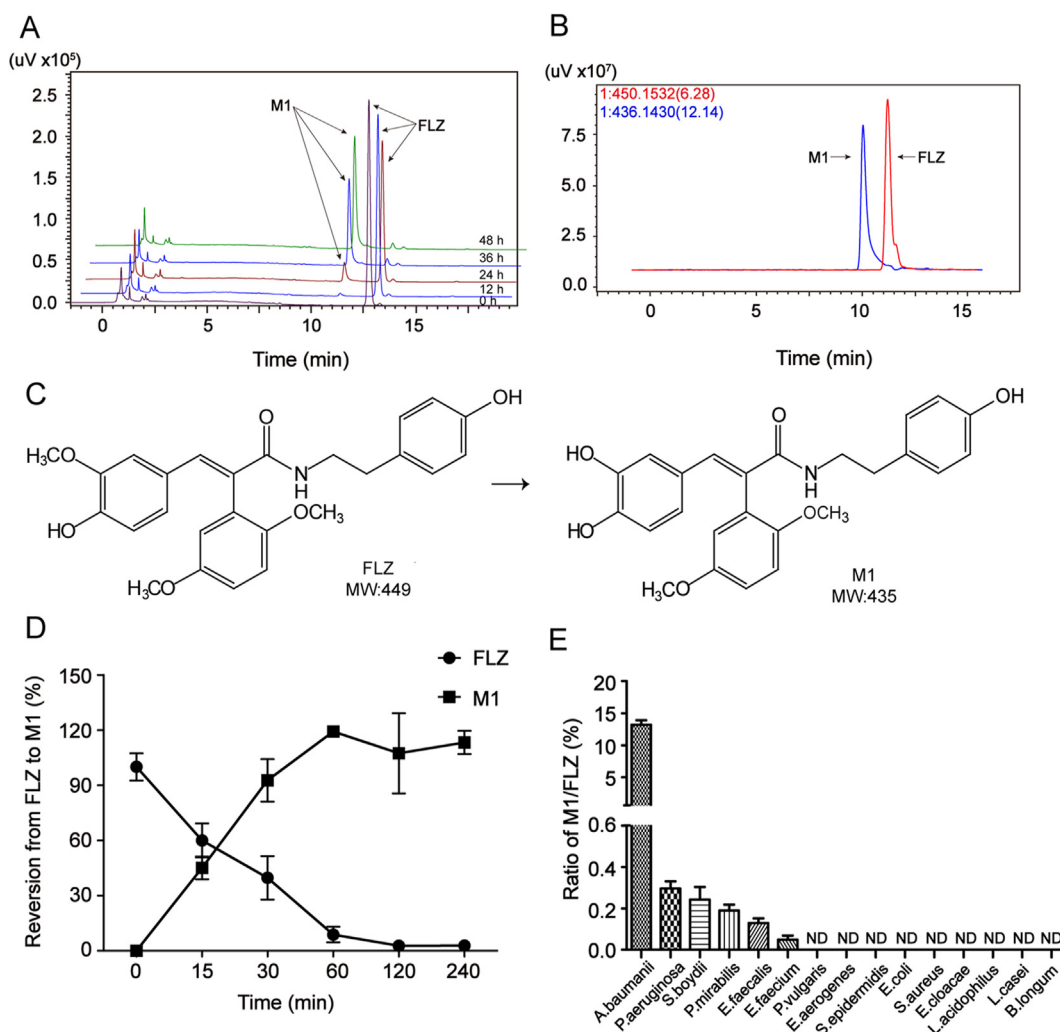 A
(uV x10⁵)
2.5
2.0
1.5
1.0
0.5
0.0
M1
FLZ
48 h
36 h
24 h
12 h
0 h
0
5
10
15
Time (min)
B
(uV x10⁷)
1:450.1532(6.28)
1:436.1430(12.14)
7.5
5.0
2.5
M1
FLZ
0
5
10
15
Time (min)
C
H₃CO
HO
O
N
H
OH
OCH₃
H₃CO
FLZ
MW:449
HO
HO
O
N
H
OH
OCH₃
H₃CO
M1
MW:435
D
FLZ
M1
Reversion from FLZ to M1 (%)
150
120
90
60
30
0
0
15
30
60
120
240
Time (min)
E
Ratio of M1/FLZ (%)
20
15
10
5
0.6
0.4
0.2
0.0
ND ND ND ND ND ND ND ND ND
A.baumanii
P.aeruginosa
S.boydii
P.mirabilis
E.faecalis
E.faecium
P.vulgaris
E.aerogenes
S.epidermidis
E.coli
S.aureus
E.cloacae
L.acidophilus
L.casei
B.longum